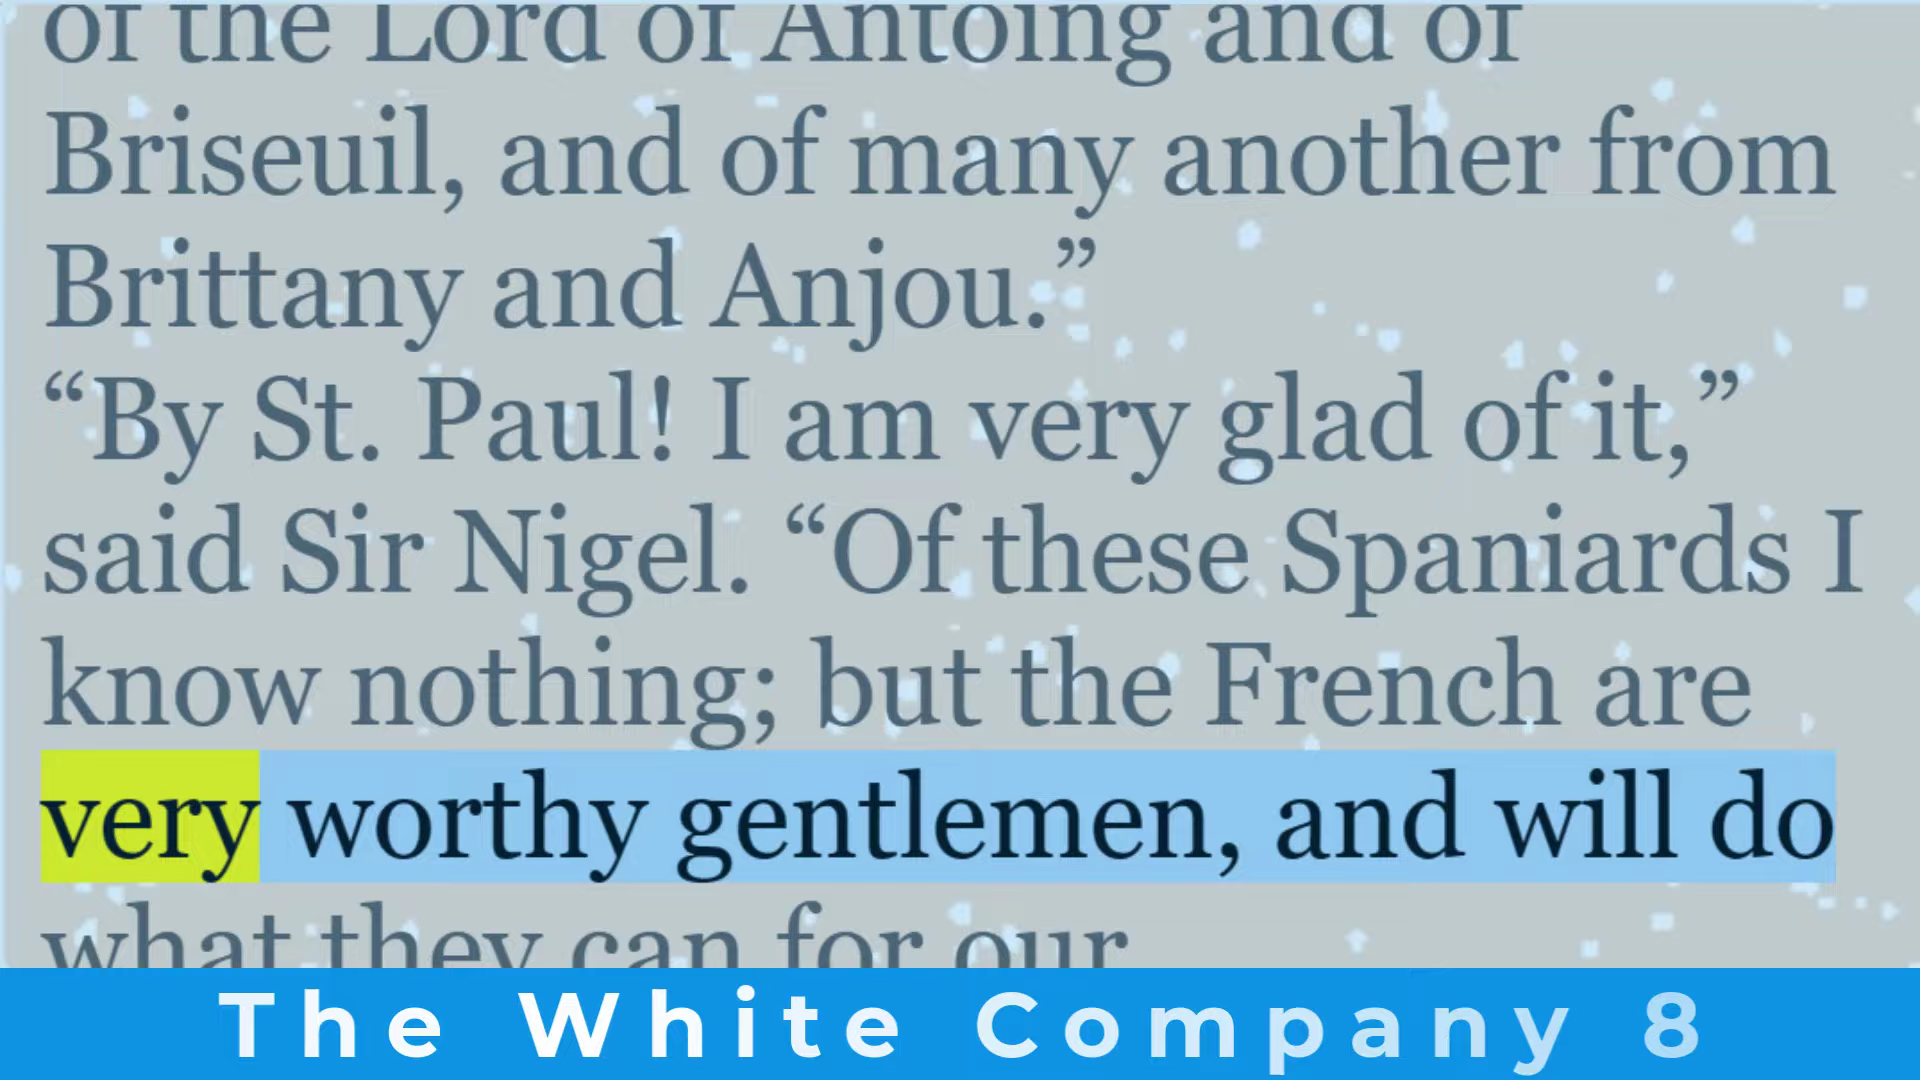 of the Lord of Antoing and of
Briseuil, and of many another from
Brittany and Anjou.”
“By St. Paul! I am very glad of it,”
said Sir Nigel. “Of these Spaniards I
know nothing; but the French are
very worthy gentlemen, and will do
what they can for our
The White Company 8